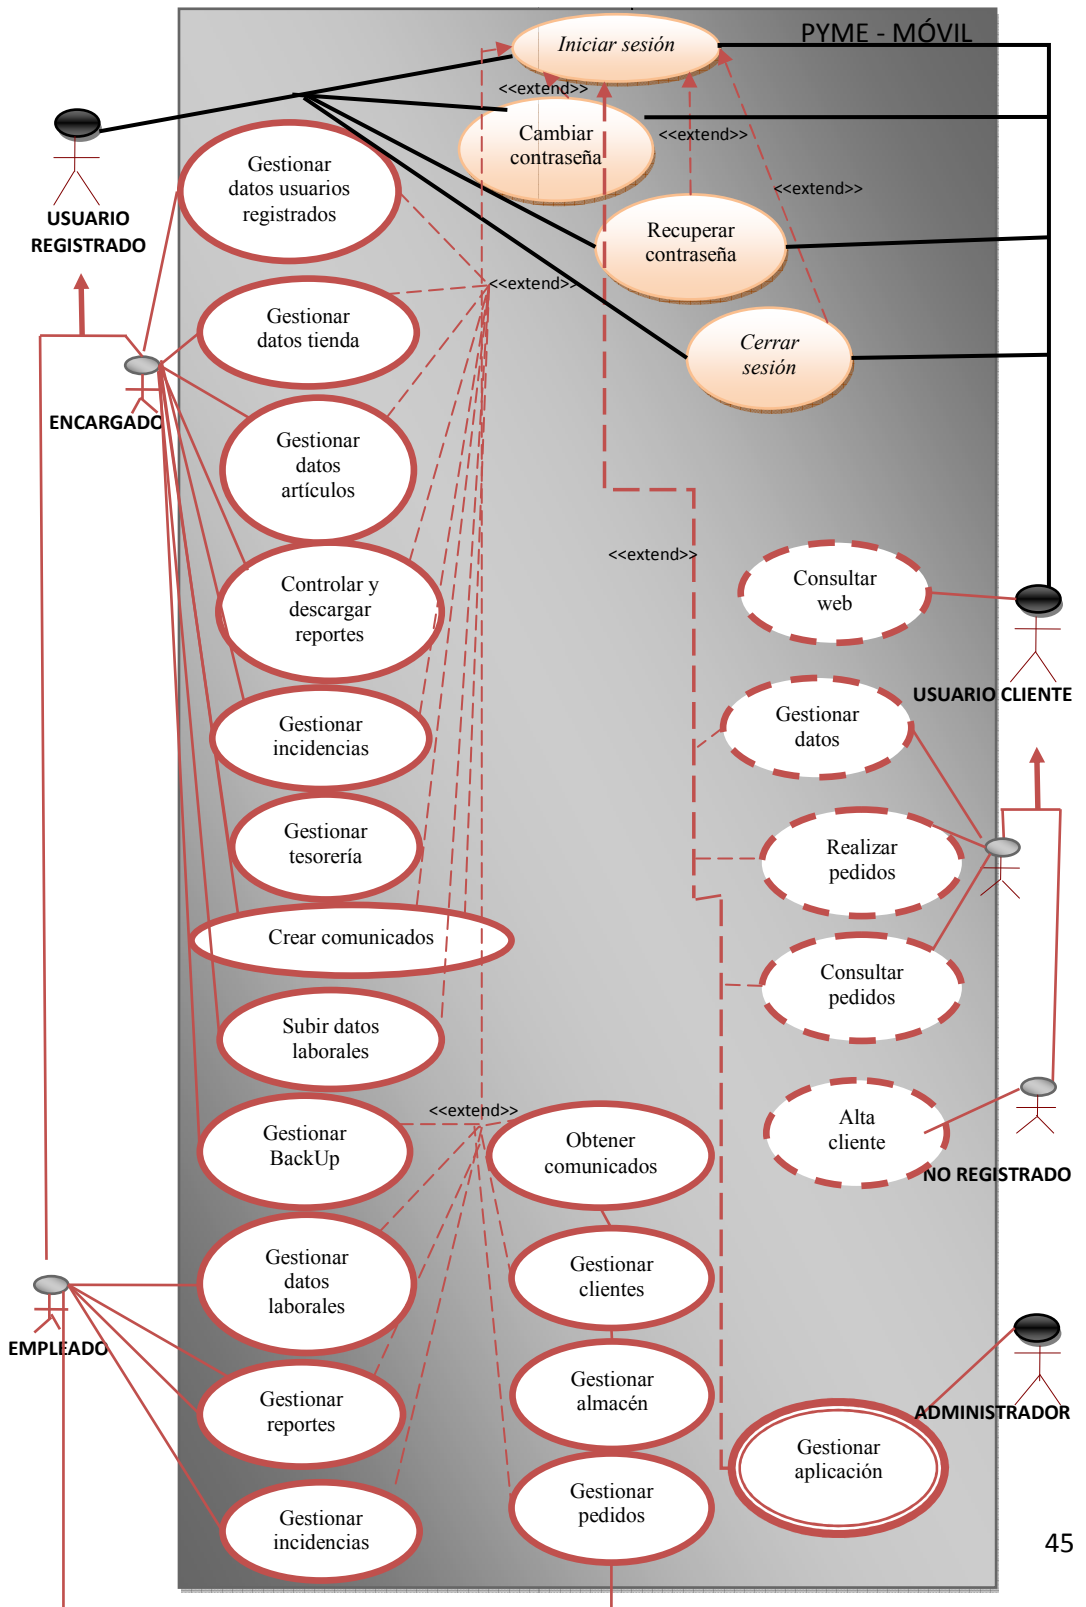 PYME - MÓVIL
Iniciar sesión
<<extend>>
Cambiar
contraseña
<<extend>>
<<extend>>
Gestionar
datos usuarios
registrados
USUARIO
REGISTRADO
Recuperar
contraseña
<<extend>>
Gestionar
datos tienda
Cerrar
sesión
ENCARGADO
Gestionar
datos
artículos
<<extend>>
Controlar y
descargar
reportes
Consultar
web
USUARIO CLIENTE
Gestionar
incidencias
Gestionar
datos
Gestionar
tesorería
Realizar
pedidos
Crear comunicados
Consultar
pedidos
Subir datos
laborales
<<extend>>
Gestionar
BackUp
Obtener
comunicados
Alta
cliente
NO REGISTRADO
Gestionar
datos
laborales
Gestionar
clientes
EMPLEADO
Gestionar
reportes
Gestionar
almacén
ADMINISTRADOR
Gestionar
aplicación
Gestionar
incidencias
Gestionar
pedidos
45